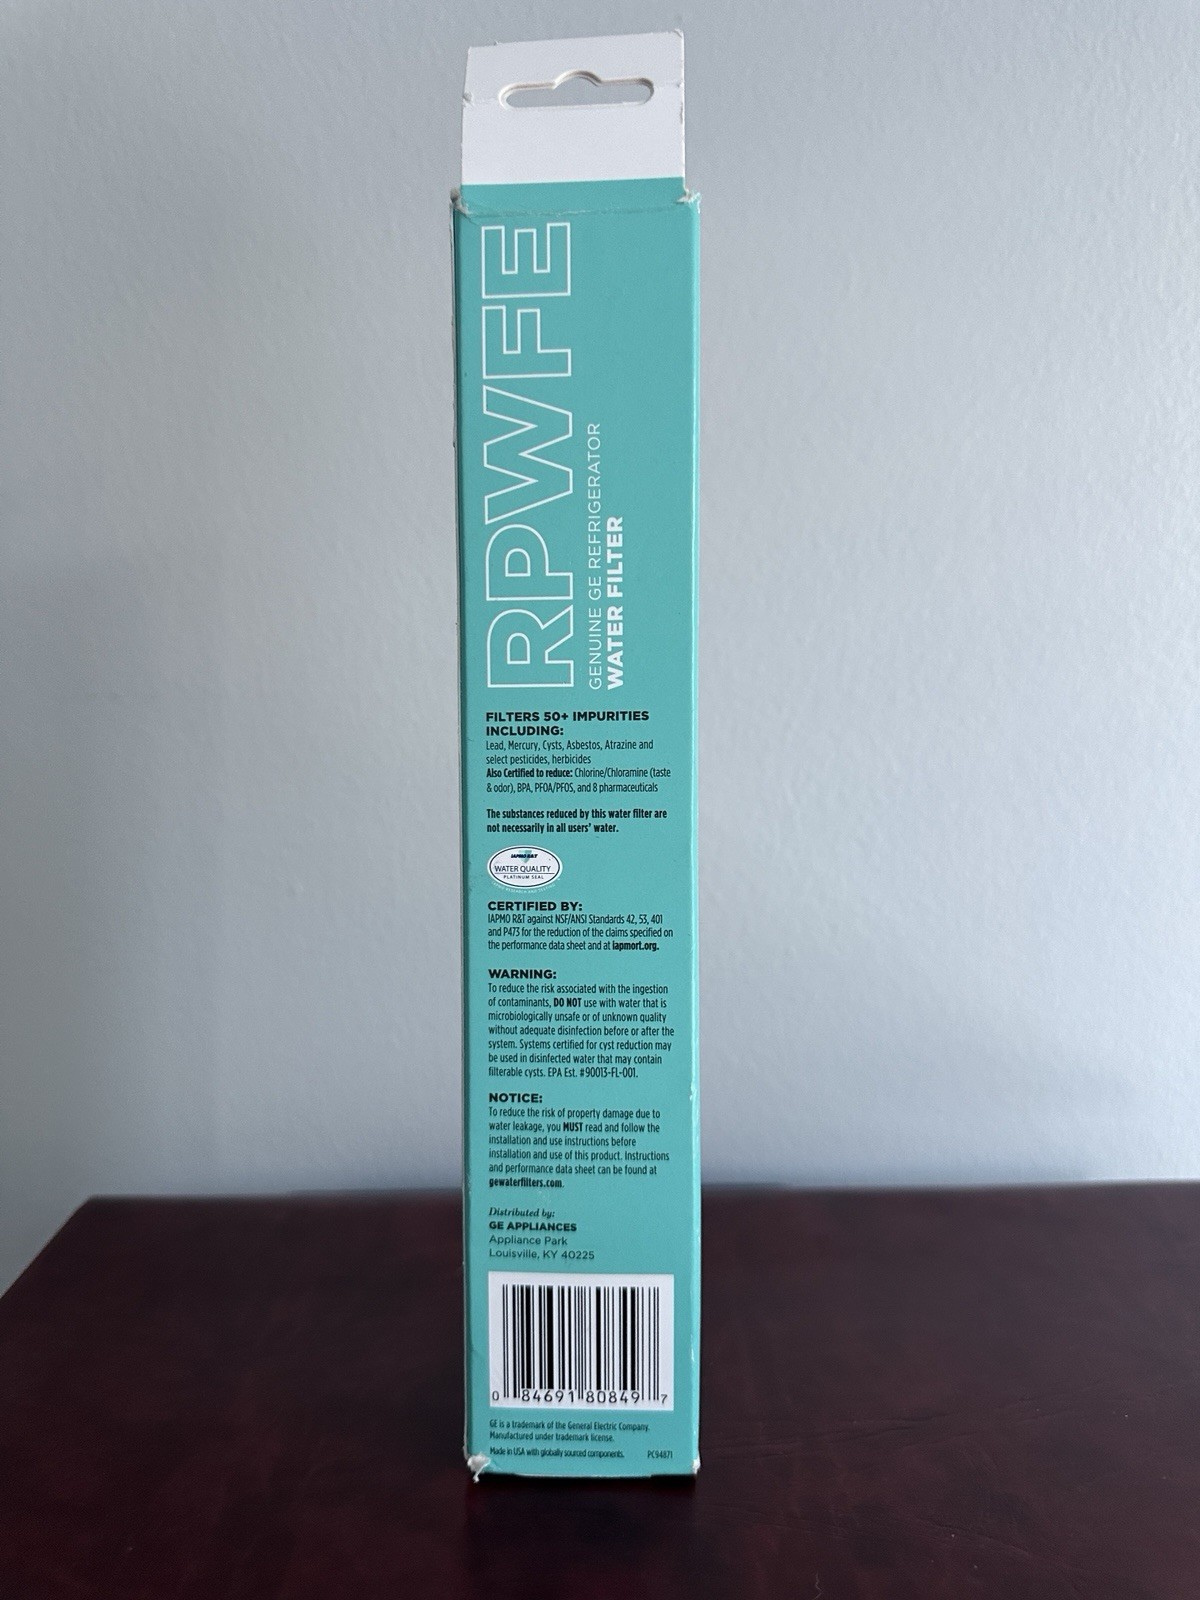 RPWFE
GENUINE GE REFRIGERATOR
WATER FILTER
FILTERS 50+ IMPURITIES
INCLUDING:
Lead, Mercury, Cysts, Asbestos, Atrazine and
select pesticides, herbicides
Also Certified to reduce: Chlorine/Chloramine (taste
& odor), BPA, PFOA/PFOS, and 8 pharmaceuticals
The substances reduced by this water filter are
not necessarily in all users' water.
IAPMO R&T
WATER QUALITY
PLATINUM SEAL
CERTIFIED BY:
IAPMO R&T against NSF/ANSI Standards 42, 53, 401
and P473 for the reduction of the claims specified on
the performance data sheet and at iapmort.org.
WARNING:
To reduce the risk associated with the ingestion
of contaminants, DO NOT use with water that is
microbiologically unsafe or of unknown quality
without adequate disinfection before or after the
system. Systems certified for cyst reduction may
be used in disinfected water that may contain
filterable cysts. EPA Est. #90013-FL-001.
NOTICE:
To reduce the risk of property damage due to
water leakage, you MUST read and follow the
installation and use instructions before
installation and use of this product. Instructions
and performance data sheet can be found at
gewaterfilters.com.
Distributed by:
GE APPLIANCES
Appliance Park
Louisville, KY 40225
0 84691 80849 7
GE is a trademark of the General Electric Company.
Manufactured under trademark license.
Made in USA with globally sourced components. PC94871